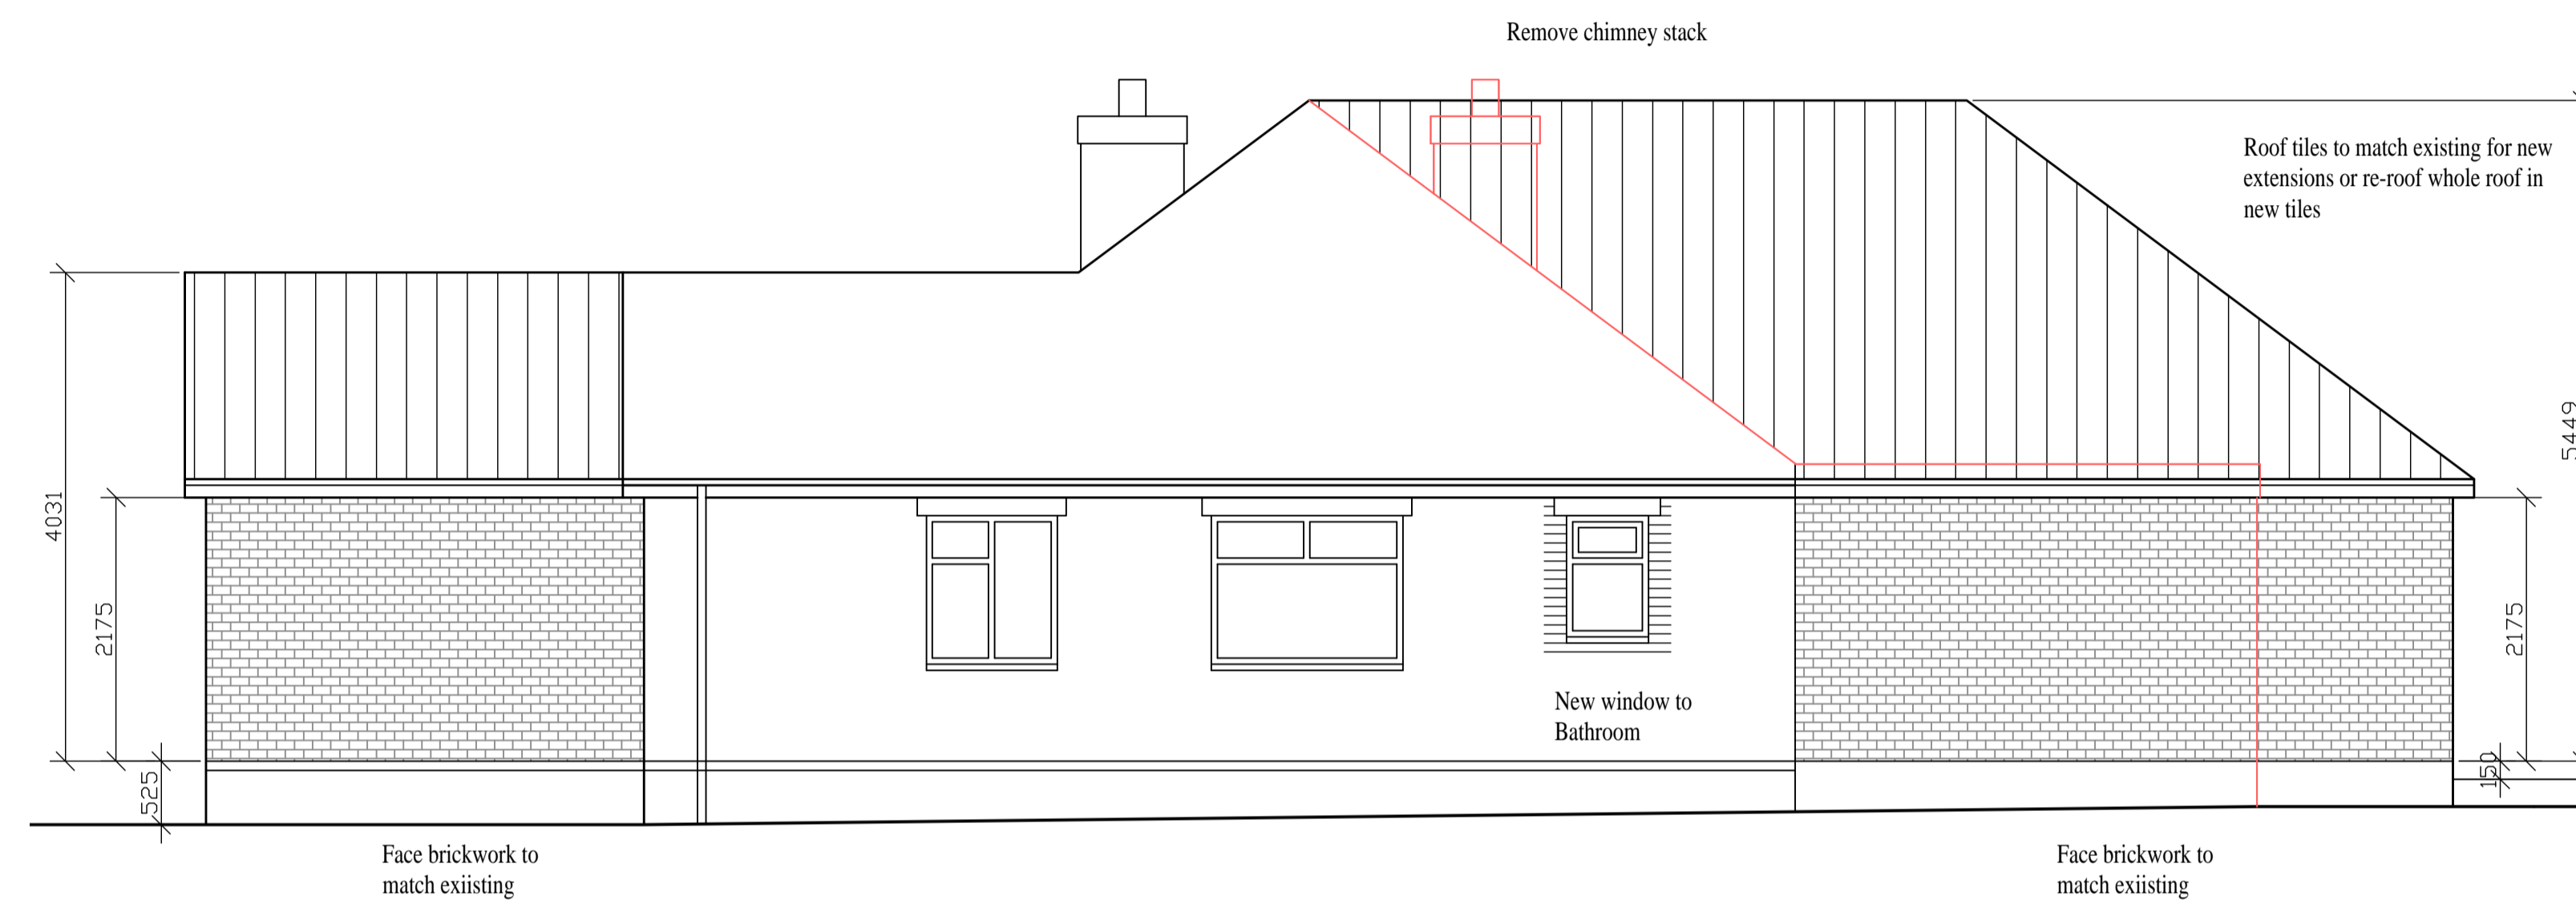 Remove chimney stack
Roof tiles to match existing for new
extensions or re-roof whole roof in
new tiles
4031
2175
525
5449
2175
150
New window to
Bathroom
Face brickwork to
match exiisting
Face brickwork to
match exiisting